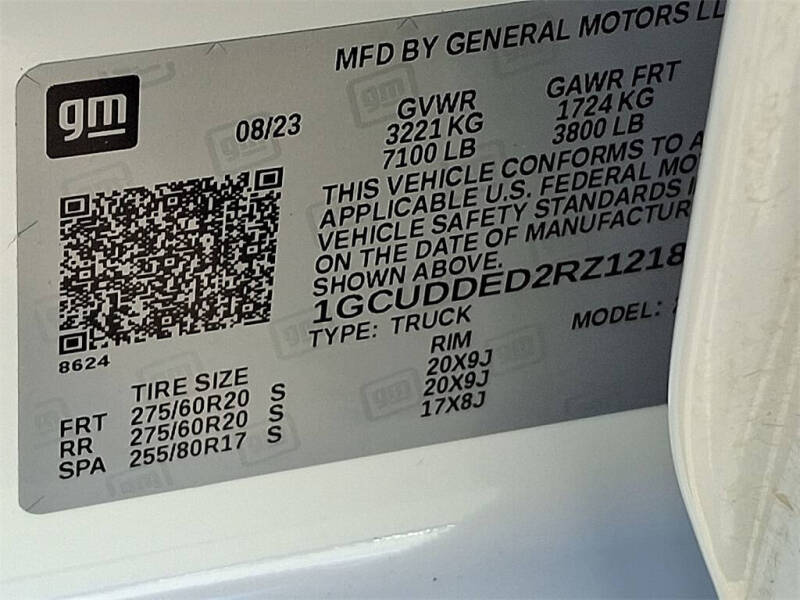 MFD BY GENERAL MOTORS LL
gm
08/23
GVWR
3221 KG
7100 LB
GAWR FRT
1724 KG
3800 LB
THIS VEHICLE CONFORMS TO A
APPLICABLE U.S. FEDERAL MO
VEHICLE SAFETY STANDARDS I
ON THE DATE OF MANUFACTUR
SHOWN ABOVE.
1GCUDDED2RZ1218
TYPE: TRUCK
MODEL:
8624
TIRE SIZE
RIM
FRT 275/60R20 S 20X9J
RR 275/60R20 S 20X9J
SPA 255/80R17 S 17X8J